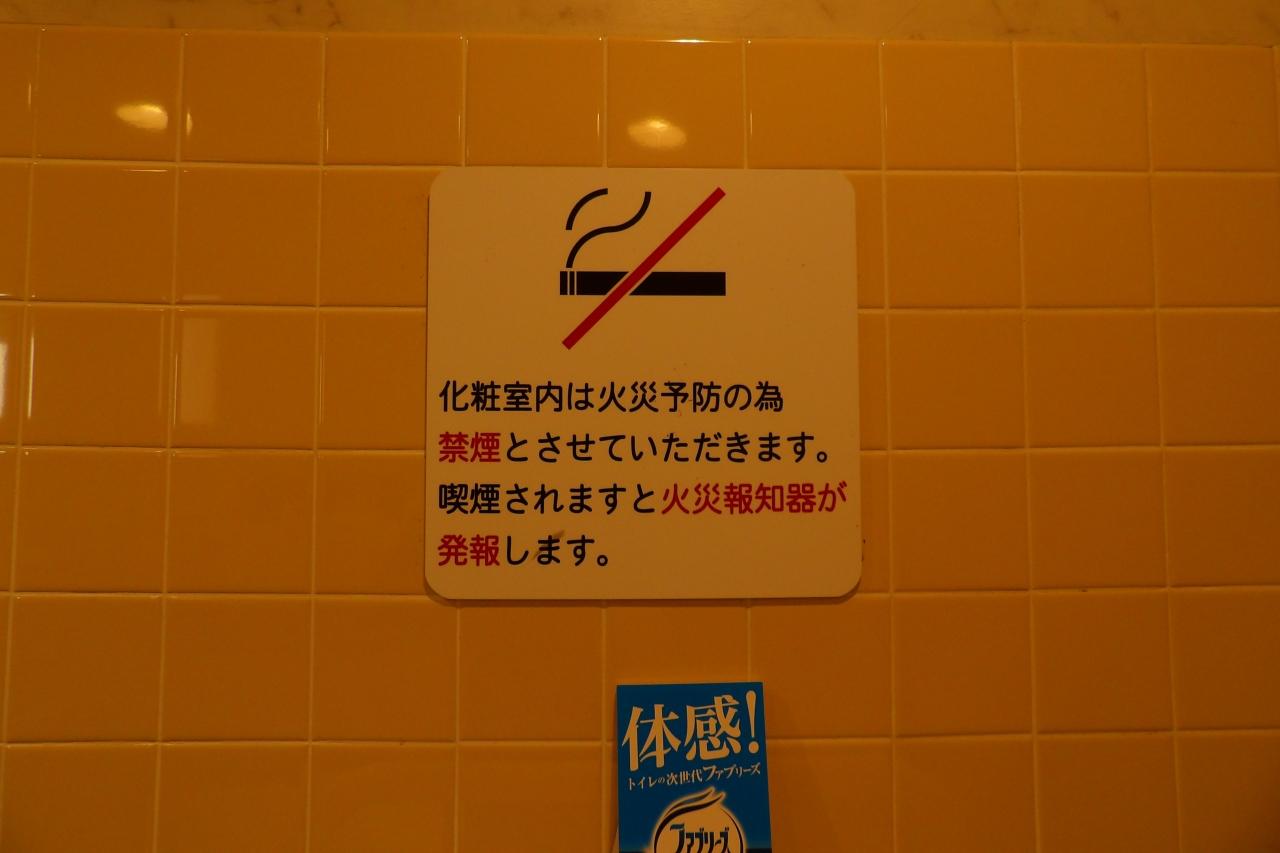 化粧室内は火災予防の為
禁煙とさせていただきます。
喫煙されますと火災報知器が
発報します。
体感!
トイレの次世代ファブリーズ
ファブリーズ